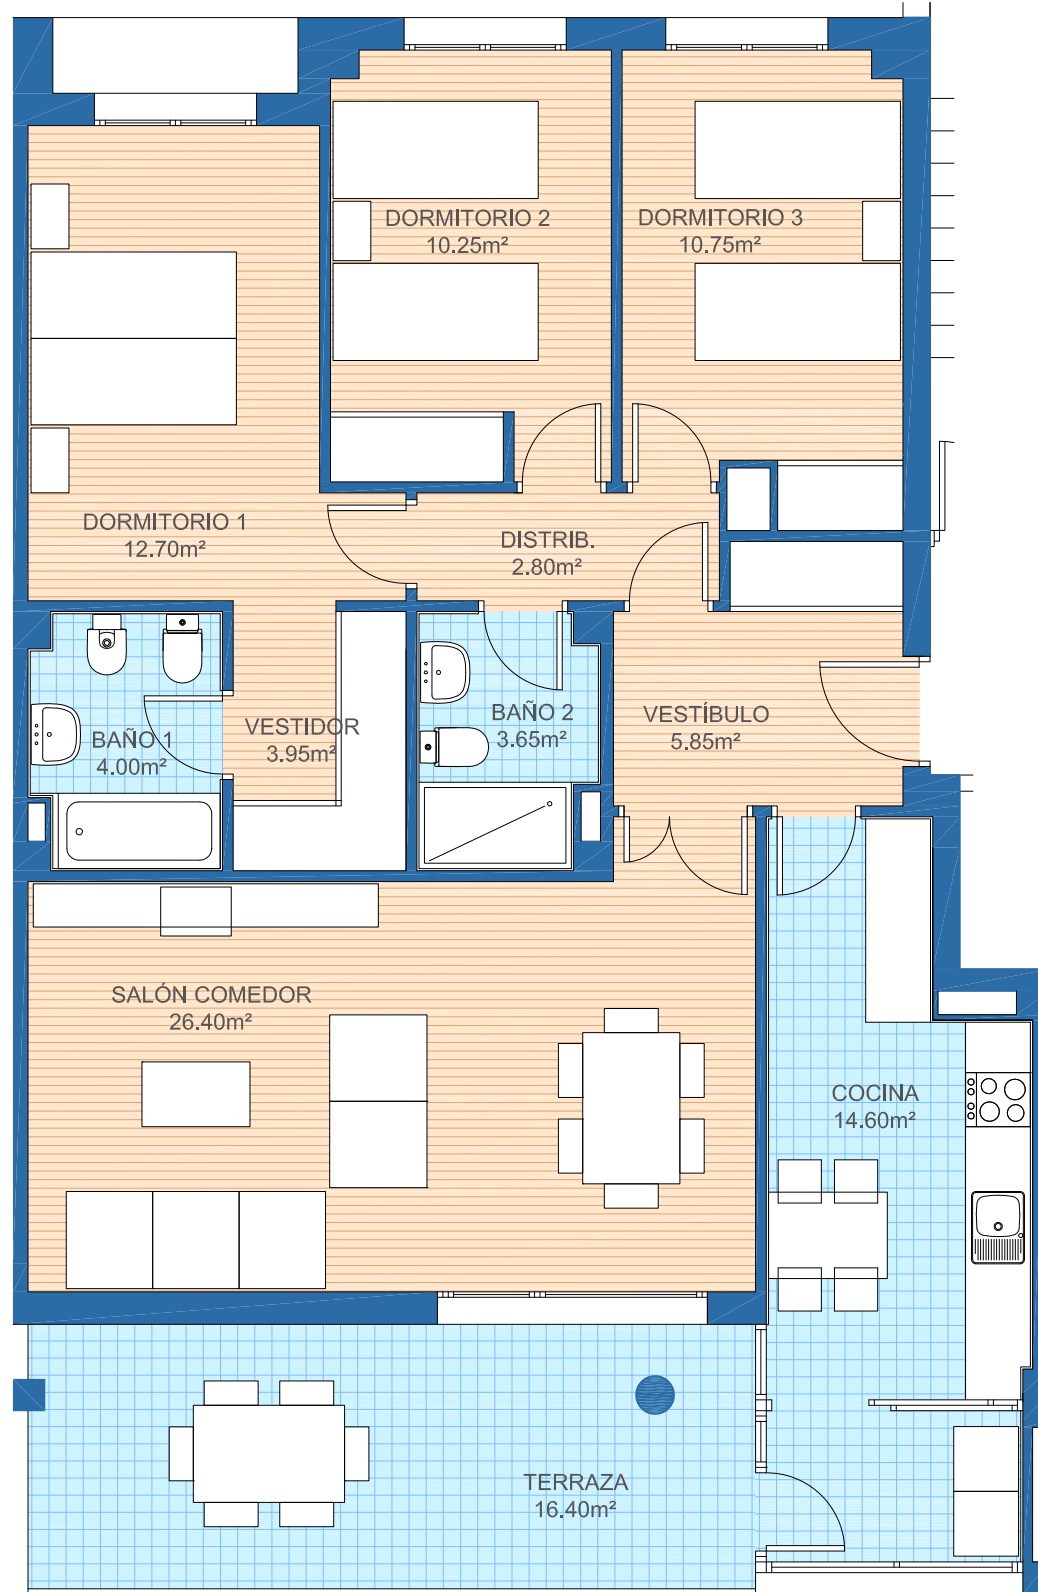 DORMITORIO 2
10.25m²
DORMITORIO 3
10.75m²
DORMITORIO 1
12.70m²
DISTRIB.
2.80m²
BAÑO 1
4.00m²
VESTIDOR
3.95m²
BAÑO 2
3.65m²
VESTÍBULO
5.85m²
SALÓN COMEDOR
26.40m²
COCINA
14.60m²
TERRAZA
16.40m²